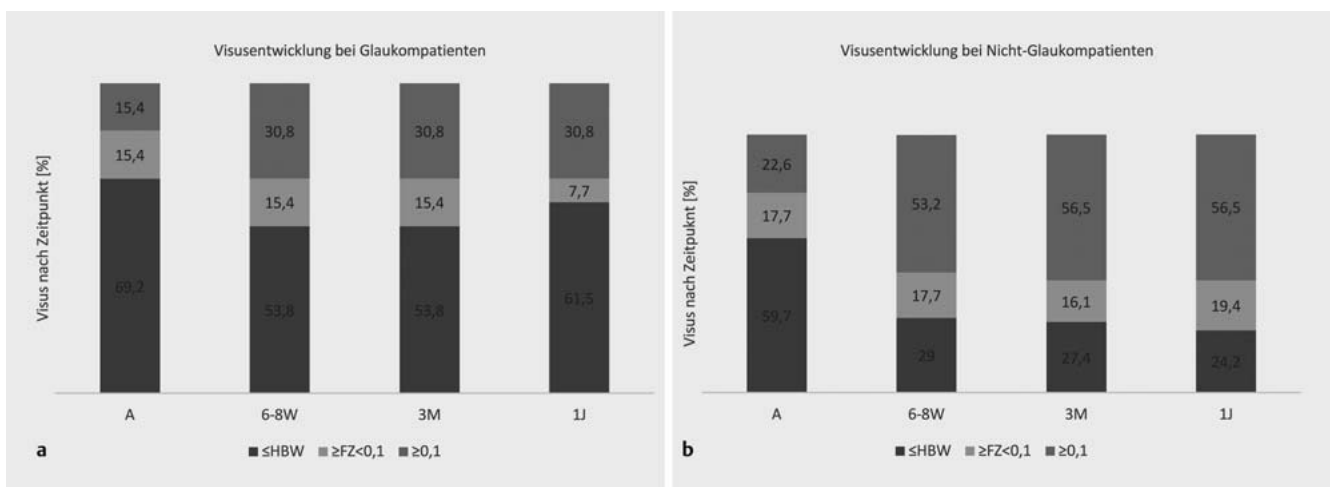 Visusentwicklung bei Glaukompatienten
Visus nach Zeitpunkt [%]
15,4
30,8
30,8
30,8
15,4
15,4
15,4
7,7
69,2
53,8
53,8
61,5
A
6-8W
3M
1J
≤HBW
≥FZ<0,1
≥0,1
a
Visusentwicklung bei Nicht-Glaukompatienten
Visus nach Zeitpuknt [%]
22,6
53,2
56,5
56,5
17,7
17,7
16,1
19,4
59,7
29
27,4
24,2
A
6-8W
3M
1J
≤HBW
≥FZ<0,1
≥0,1
b